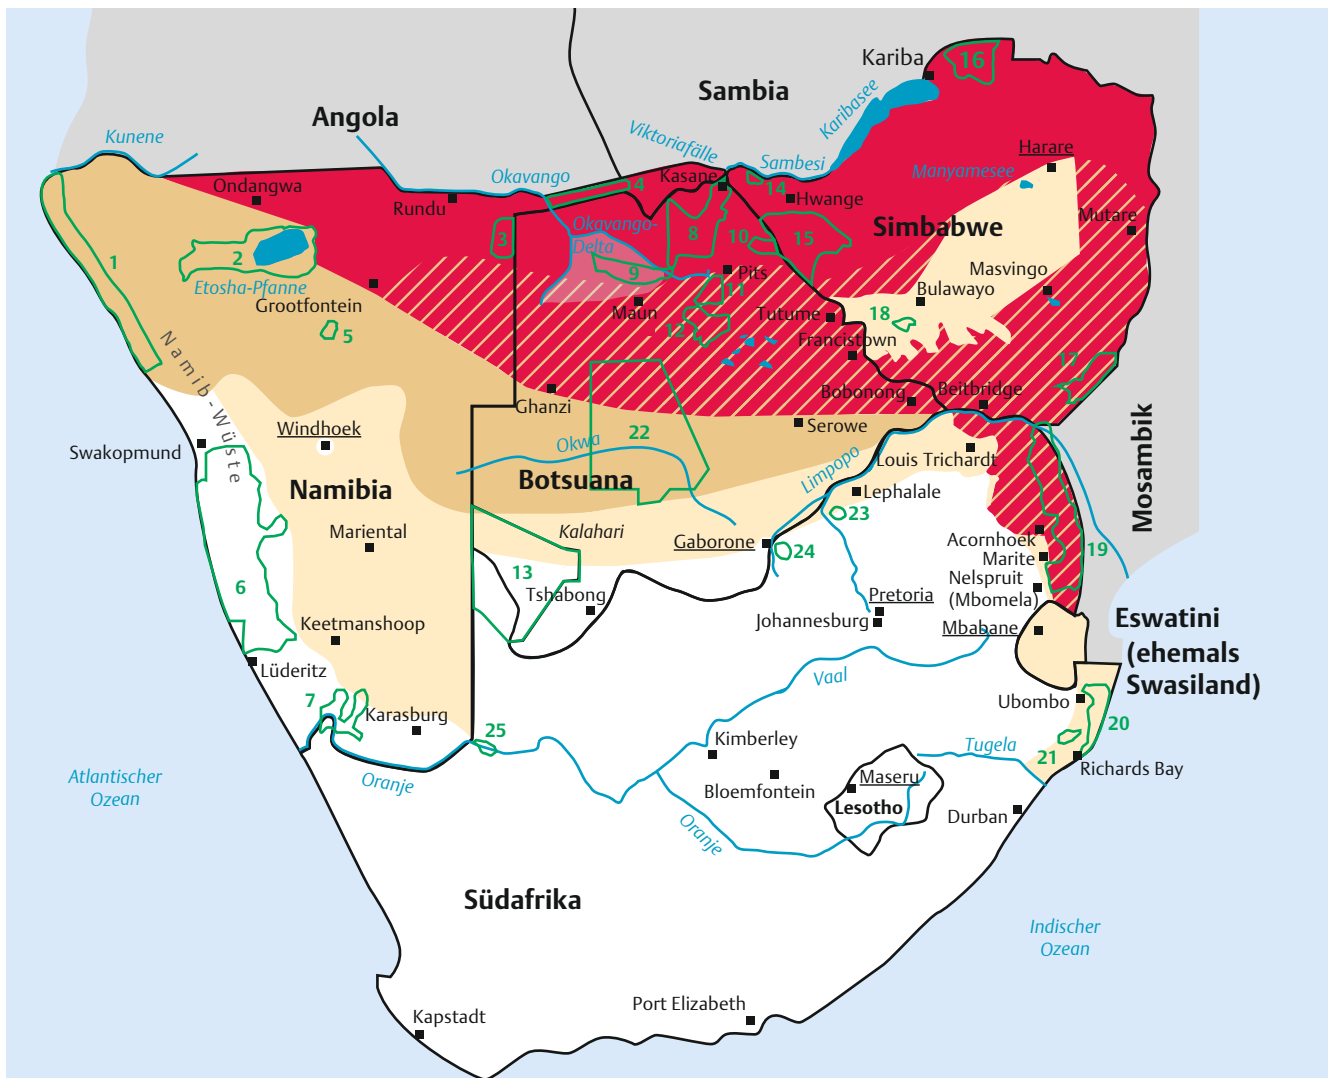 Kariba
16
Sambia
Karibasee
Angola
Kunene
Viktoriafälle
Sambesi
Harare
Okavango
Kasane
4
14
Manyamesee
Ondangwa
Rundu
Hwange
Mutare
Okavango-
Delta
3
8
10
15
Simbabwe
1
2
9
Pits
Masvingo
Etosha-Pfanne
11
Bulawayo
Grootfontein
Maun
Tutume
18
5
12
Francistown
17
Namib-Wüste
Bobonong
Beitbridge
Ghanzi
Mosambik
Windhoek
22
Serowe
Swakopmund
Okwa
Limpopo
Louis Trichardt
Namibia
Botsuana
Lephalale
23
Mariental
Kalahari
Gaborone
24
Acornhoek
19
Marite
13
Nelspruit
(Mbomela)
6
Tshabong
Pretoria
Johannesburg
Keetmanshoop
Mbabane
Eswatini
(ehemals
Swasiland)
Lüderitz
Vaal
7
Karasburg
25
Ubombo
20
Kimberley
Tugela
21
Richards Bay
Atlantischer
Ozean
Oranje
Maseru
Bloemfontein
Lesotho
Durban
Oranje
Südafrika
Indischer
Ozean
Port Elizabeth
Kapstadt